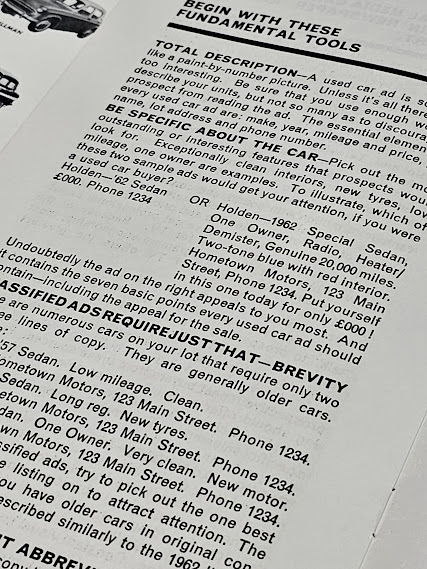 ILLMAN
BEGIN WITH THESE
FUNDAMENTAL TOOLS
TOTAL DESCRIPTION—A used car ad is so
like a paint-by-number picture. Unless it's all there
too interesting. Be sure that you use enough w
describe your units, but not so many as to discoura
prospect from reading the ad. The essential elemen
every used car ad are: make, year, mileage and price,
name, lot address and phone number.
BE SPECIFIC ABOUT THE CAR—Pick out the mo
outstanding or interesting features that prospects wou
look for. Exceptionally clean interiors, new tyres, low
mileage, one owner are examples. To illustrate, which of
these two sample ads would get your attention, if you were
a used car buyer?
Holden—'62 Sedan
£000. Phone 1234
OR Holden—1962 Special Sedan,
One Owner, Radio, Heater/
Demister, Genuine 20,000 miles.
Two-tone blue with red interior.
Hometown Motors, 123 Main
Street, Phone 1234. Put yourself
in this one today for only £000!
Undoubtedly the ad on the right appeals to you most. And
it contains the seven basic points every used car ad should
ontain—including the appeal for the sale.
LASSIFIED ADS REQUIRE JUST THAT—BREVITY
e are numerous cars on your lot that require only two
ee lines of copy. They are generally older cars.
e:
'57 Sedan. Low mileage. Clean.
ometown Motors, 123 Main Street. Phone 1234.
Sedan. Long reg. New tyres.
etown Motors, 123 Main Street. Phone 1234.
dan. One Owner. Very clean. New motor.
wn Motors, 123 Main Street. Phone 1234.
ssified ads, try to pick out the one best
e listing on to attract attention. The
ou have older cars in original con
escribed similarly to the 1962
T ABBREVI
copy